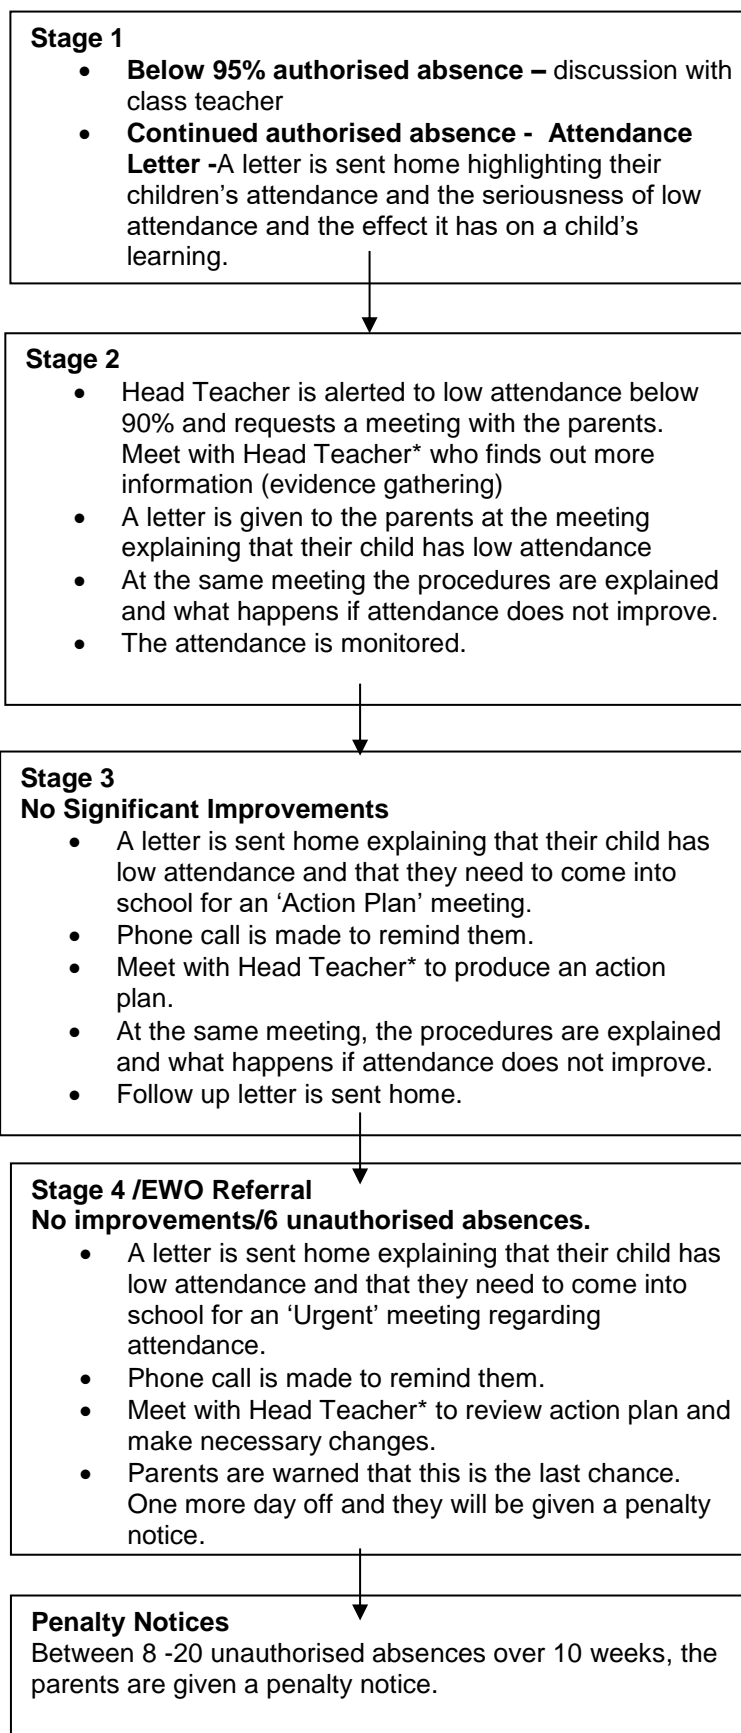 Stage 1
• Below 95% authorised absence – discussion with
class teacher
• Continued authorised absence - Attendance
Letter -A letter is sent home highlighting their
children’s attendance and the seriousness of low
attendance and the effect it has on a child’s
learning.
Stage 2
• Head Teacher is alerted to low attendance below
90% and requests a meeting with the parents.
Meet with Head Teacher* who finds out more
information (evidence gathering)
• A letter is given to the parents at the meeting
explaining that their child has low attendance
• At the same meeting the procedures are explained
and what happens if attendance does not improve.
• The attendance is monitored.
Stage 3
No Significant Improvements
• A letter is sent home explaining that their child has
low attendance and that they need to come into
school for an ‘Action Plan’ meeting.
• Phone call is made to remind them.
• Meet with Head Teacher* to produce an action
plan.
• At the same meeting, the procedures are explained
and what happens if attendance does not improve.
• Follow up letter is sent home.
Stage 4 /EWO Referral
No improvements/6 unauthorised absences.
• A letter is sent home explaining that their child has
low attendance and that they need to come into
school for an ‘Urgent’ meeting regarding
attendance.
• Phone call is made to remind them.
• Meet with Head Teacher* to review action plan and
make necessary changes.
• Parents are warned that this is the last chance.
One more day off and they will be given a penalty
notice.
Penalty Notices
Between 8 -20 unauthorised absences over 10 weeks, the
parents are given a penalty notice.